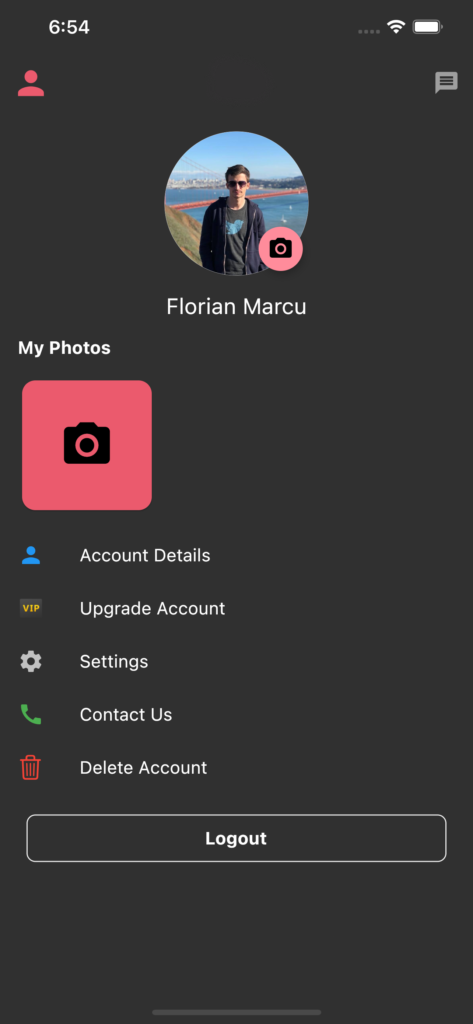 6:54
Florian Marcu
My Photos
Account Details
VIP
Upgrade Account
Settings
Contact Us
Delete Account
Logout